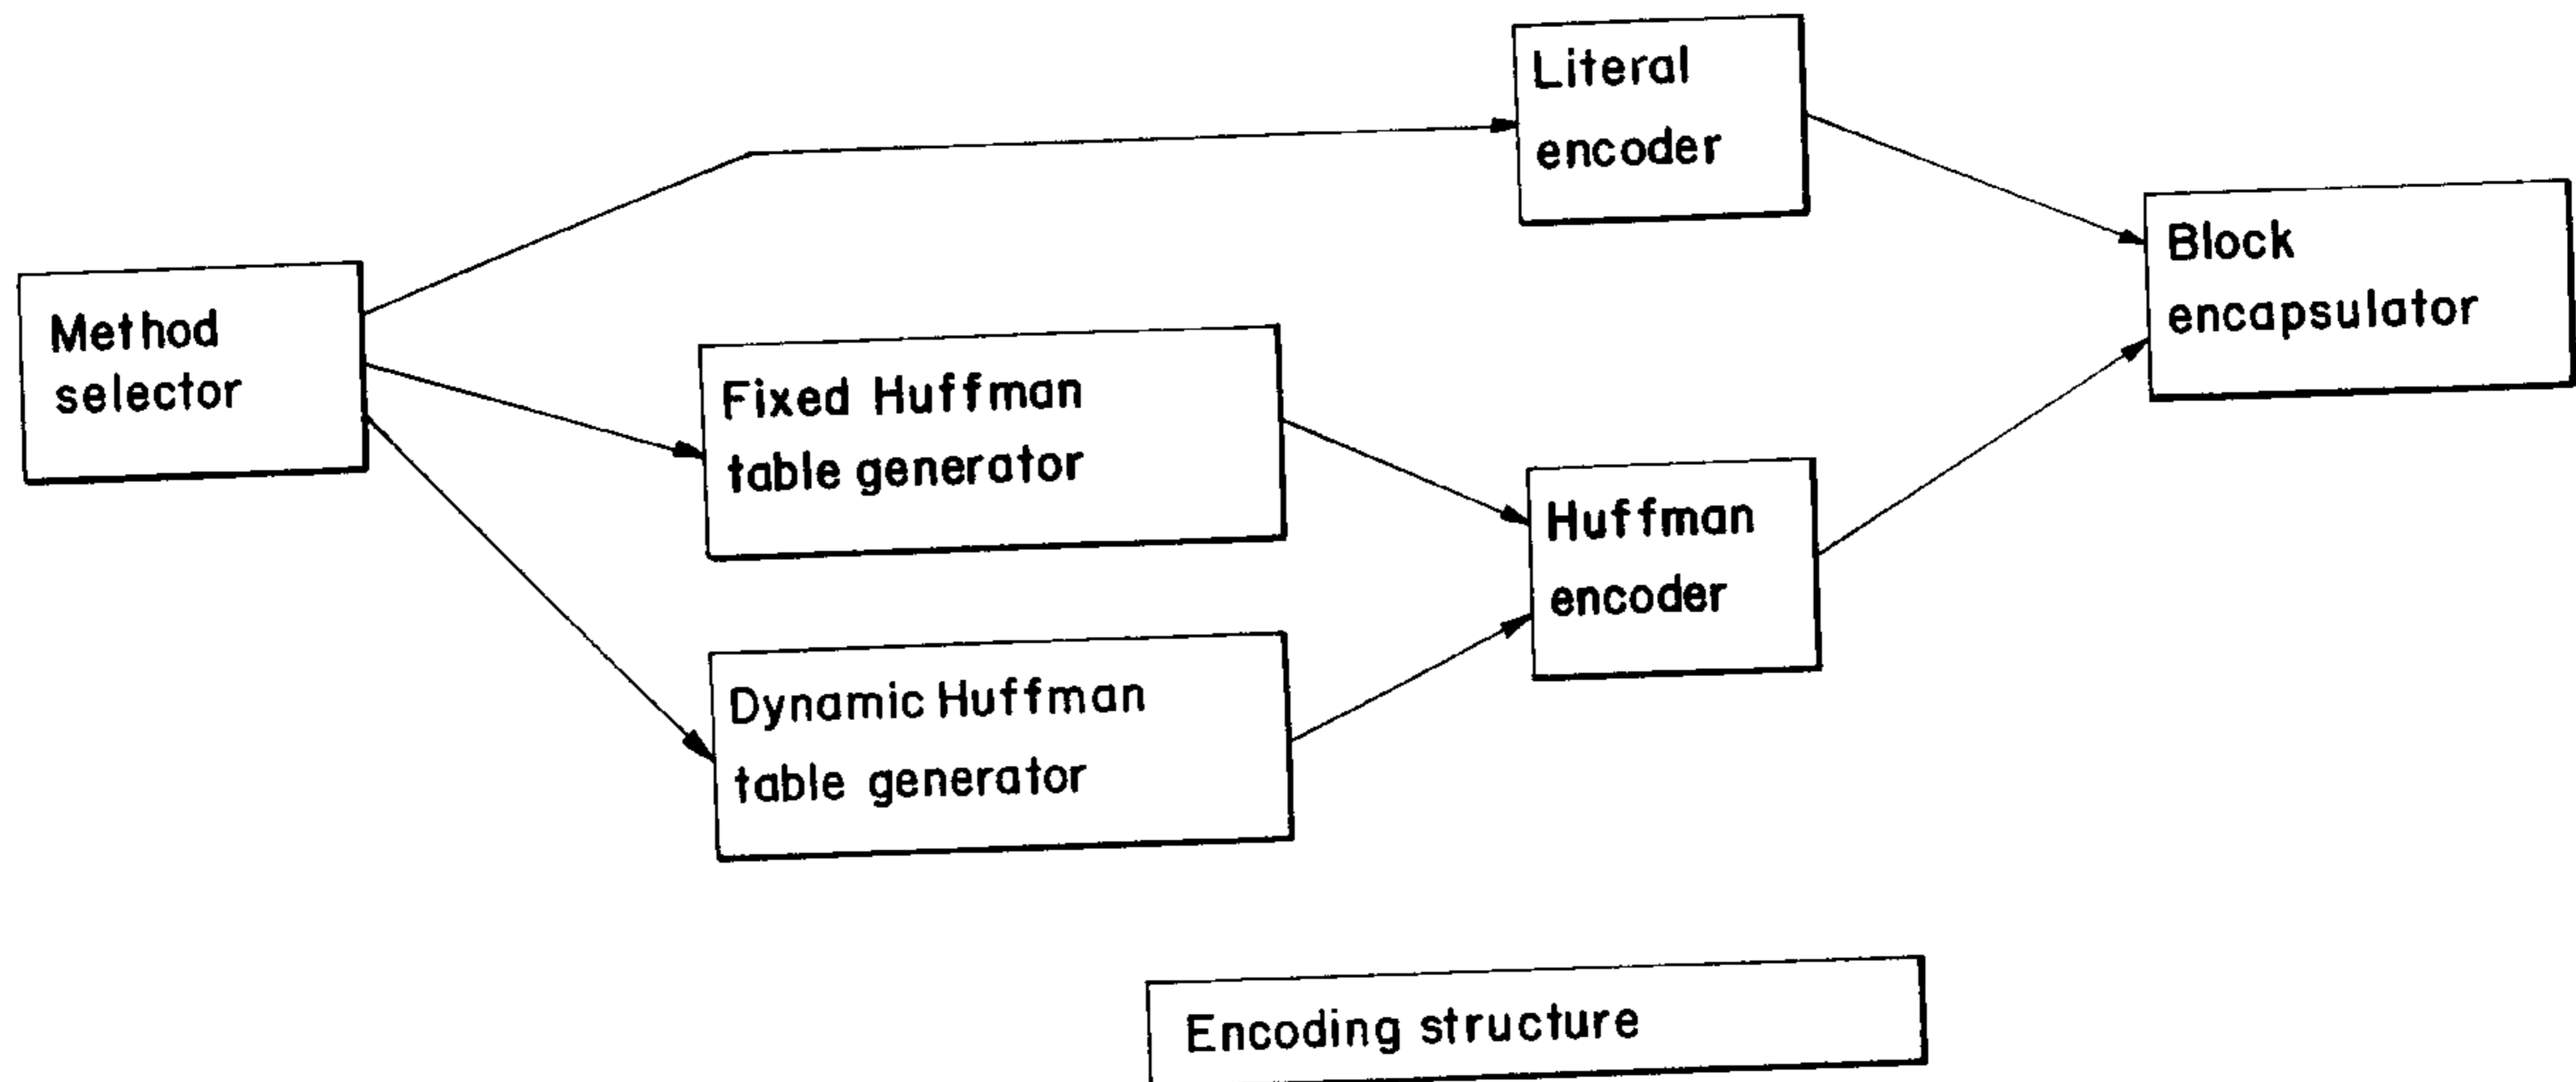 Literal
encoder
Block
encapsulator
Method
selector
Fixed Huffman
table generator
Huffman
encoder
Dynamic Huffman
table generator
Encoding structure